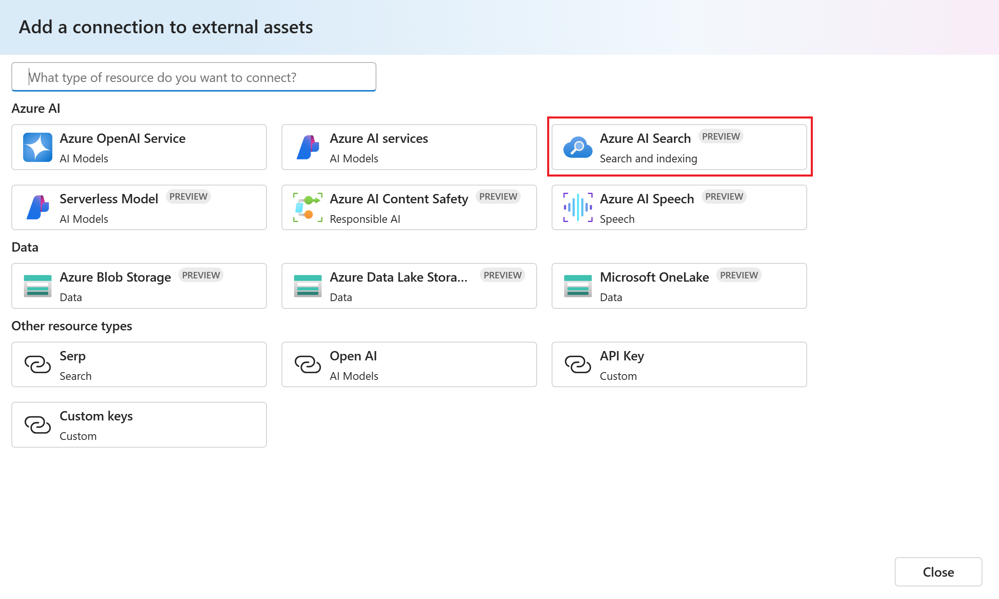 Add a connection to external assets
What type of resource do you want to connect?
Azure AI
Azure OpenAI Service
AI Models
Azure AI services
AI Models
Azure AI Search PREVIEW
Search and indexing
Serverless Model PREVIEW
AI Models
Azure AI Content Safety PREVIEW
Responsible AI
Azure AI Speech PREVIEW
Speech
Data
Azure Blob Storage PREVIEW
Data
Azure Data Lake Stora... PREVIEW
Data
Microsoft OneLake PREVIEW
Data
Other resource types
Serp
Search
Open AI
AI Models
API Key
Custom
Custom keys
Custom
Close